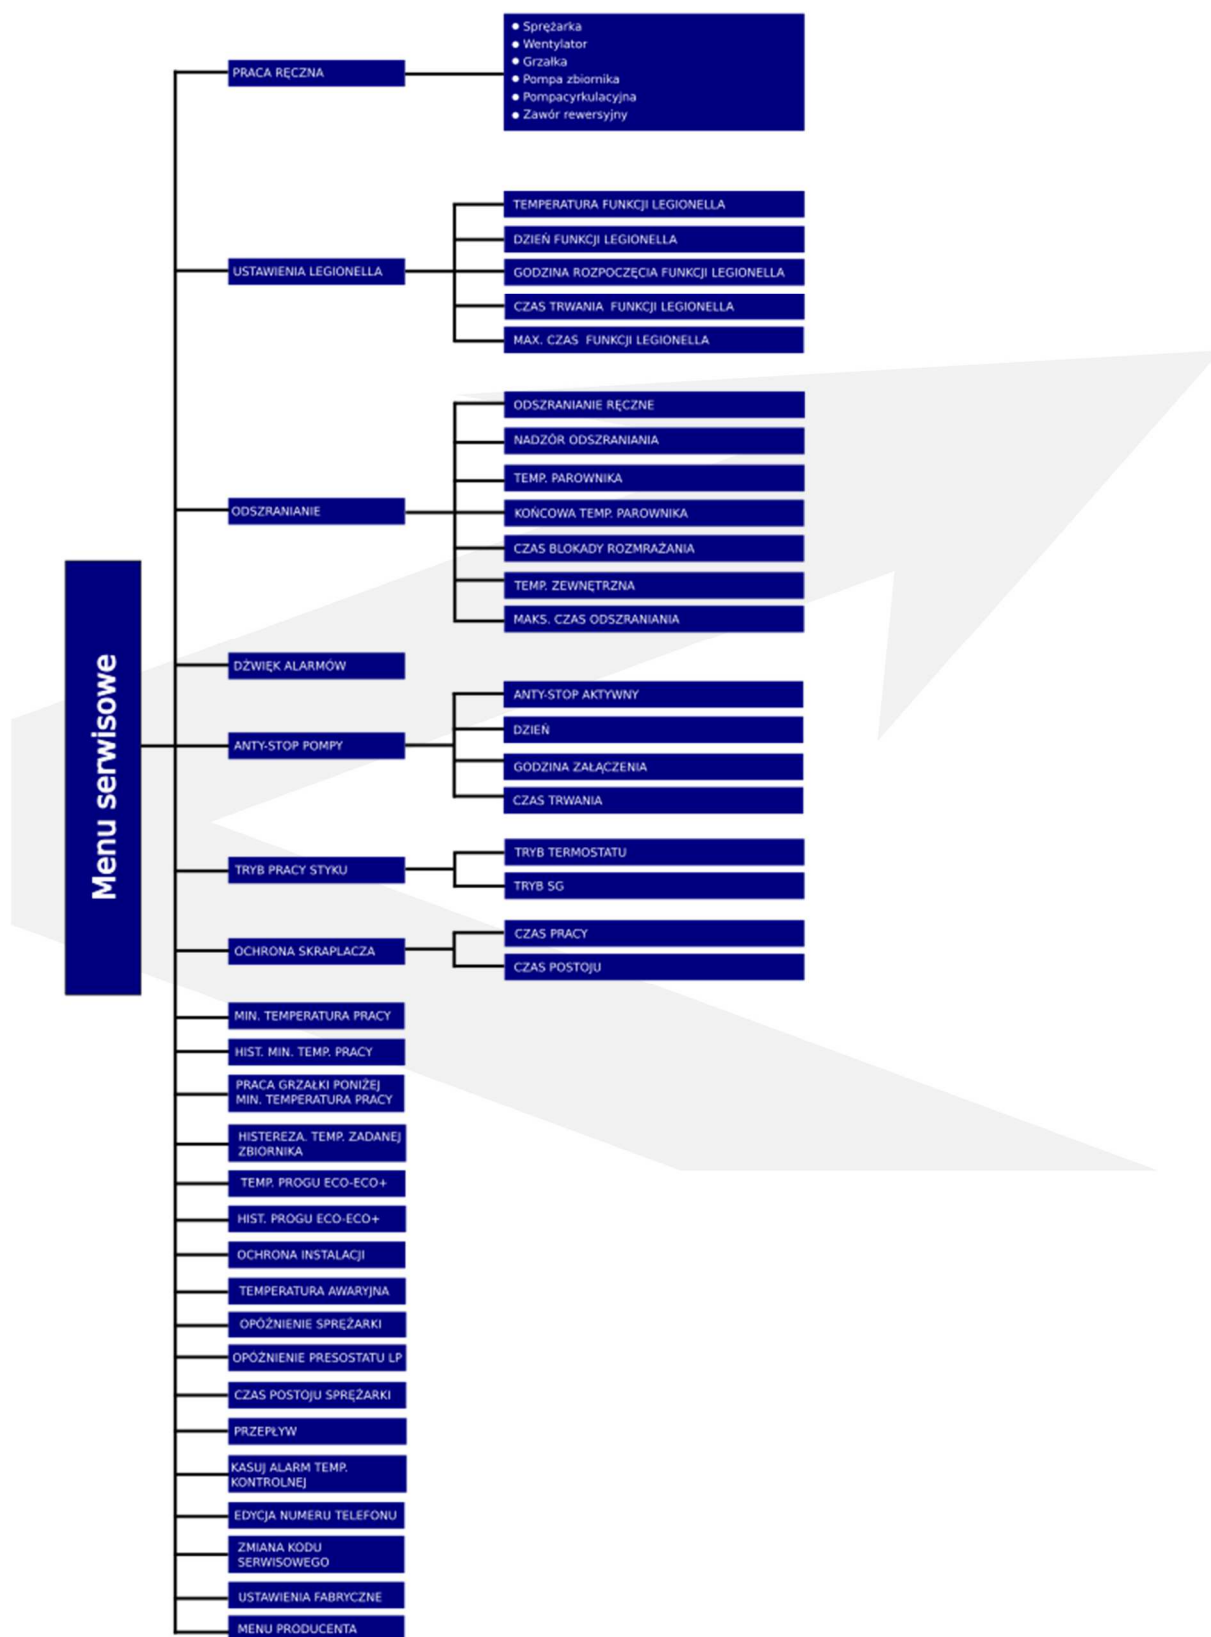 Menu serwisowe
PRACA RĘCZNA
● Sprężarka
● Wentylator
● Grzałka
● Pompa zbiornika
● Pompacyrkulacyjna
● Zawór rewersyjny
USTAWIENIA LEGIONELLA
TEMPERATURA FUNKCJI LEGIONELLA
DZIEŃ FUNKCJI LEGIONELLA
GODZINA ROZPOCZĘCIA FUNKCJI LEGIONELLA
CZAS TRWANIA FUNKCJI LEGIONELLA
MAX. CZAS FUNKCJI LEGIONELLA
ODSZRANIANIE
ODSZRANIANIE RĘCZNE
NADZÓR ODSZRANIANIA
TEMP. PAROWNIKA
KOŃCOWA TEMP. PAROWNIKA
CZAS BLOKADY ROZMRAŻANIA
TEMP. ZEWNĘTRZNA
MAKS. CZAS ODSZRANIANIA
DŹWIĘK ALARMÓW
ANTY-STOP POMPY
ANTY-STOP AKTYWNY
DZIEŃ
GODZINA ZAŁĄCZENIA
CZAS TRWANIA
TRYB PRACY STYKU
TRYB TERMOSTATU
TRYB SG
OCHRONA SKRAPLACZA
CZAS PRACY
CZAS POSTOJU
MIN. TEMPERATURA PRACY
HIST. MIN. TEMP. PRACY
PRACA GRZAŁKI PONIŻEJ
MIN. TEMPERATURA PRACY
HISTEREZA. TEMP. ZADANEJ
ZBIORNIKA
TEMP. PROGU ECO-ECO+
HIST. PROGU ECO-ECO+
OCHRONA INSTALACJI
TEMPERATURA AWARYJNA
OPÓŹNIENIE SPRĘŻARKI
OPÓŹNIENIE PRESOSTATU LP
CZAS POSTOJU SPRĘŻARKI
PRZEPŁYW
KASUJ ALARM TEMP.
KONTROLNEJ
EDYCJA NUMERU TELEFONU
ZMIANA KODU
SERWISOWEGO
USTAWIENIA FABRYCZNE
MENU PRODUCENTA